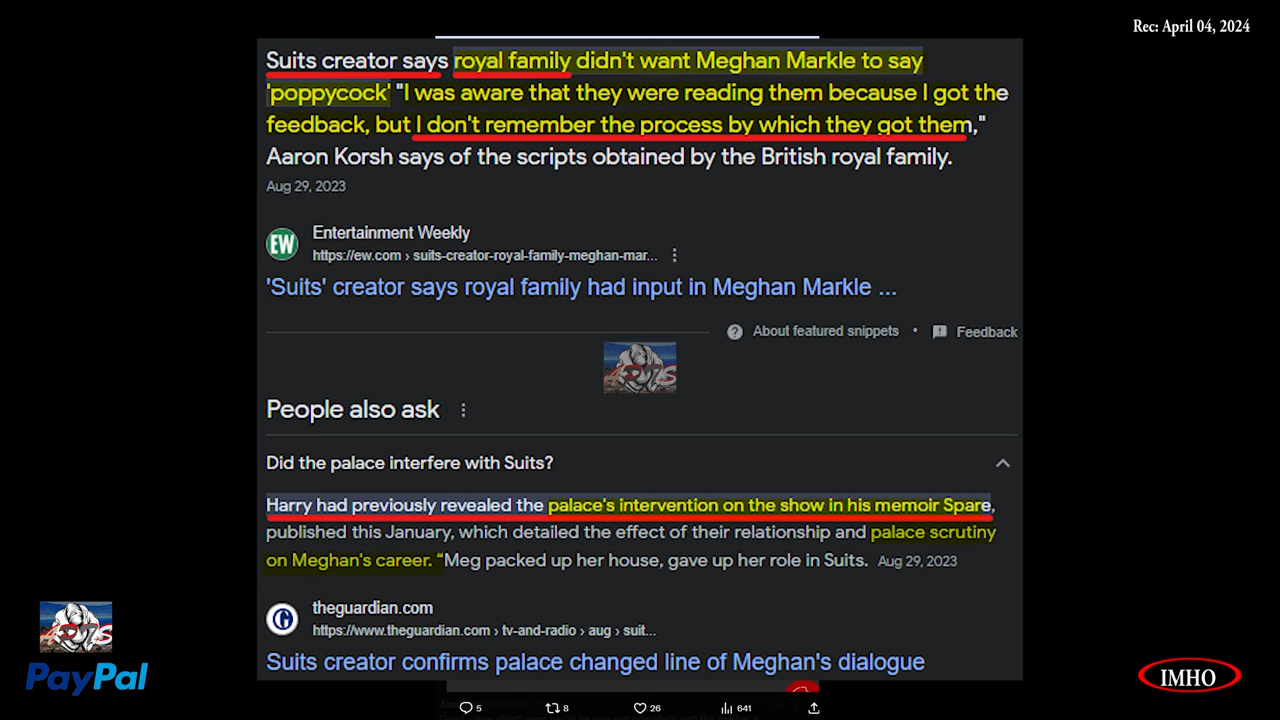 Rec: April 04, 2024
Suits creator says royal family didn't want Meghan Markle to say
'poppycock' "I was aware that they were reading them because I got the
feedback, but I don't remember the process by which they got them,"
Aaron Korsh says of the scripts obtained by the British royal family.
Aug 29, 2023
EW
Entertainment Weekly
https://ew.com › suits-creator-royal-family-meghan-mar...
'Suits' creator says royal family had input in Meghan Markle ...
About featured snippets • Feedback
People also ask
Did the palace interfere with Suits?
Harry had previously revealed the palace's intervention on the show in his memoir Spare,
published this January, which detailed the effect of their relationship and palace scrutiny
on Meghan's career. “Meg packed up her house, gave up her role in Suits. Aug 29, 2023
theguardian.com
https://www.theguardian.com › tv-and-radio › aug › suit...
Suits creator confirms palace changed line of Meghan's dialogue
PayPal
IMHO
5 8 26 641